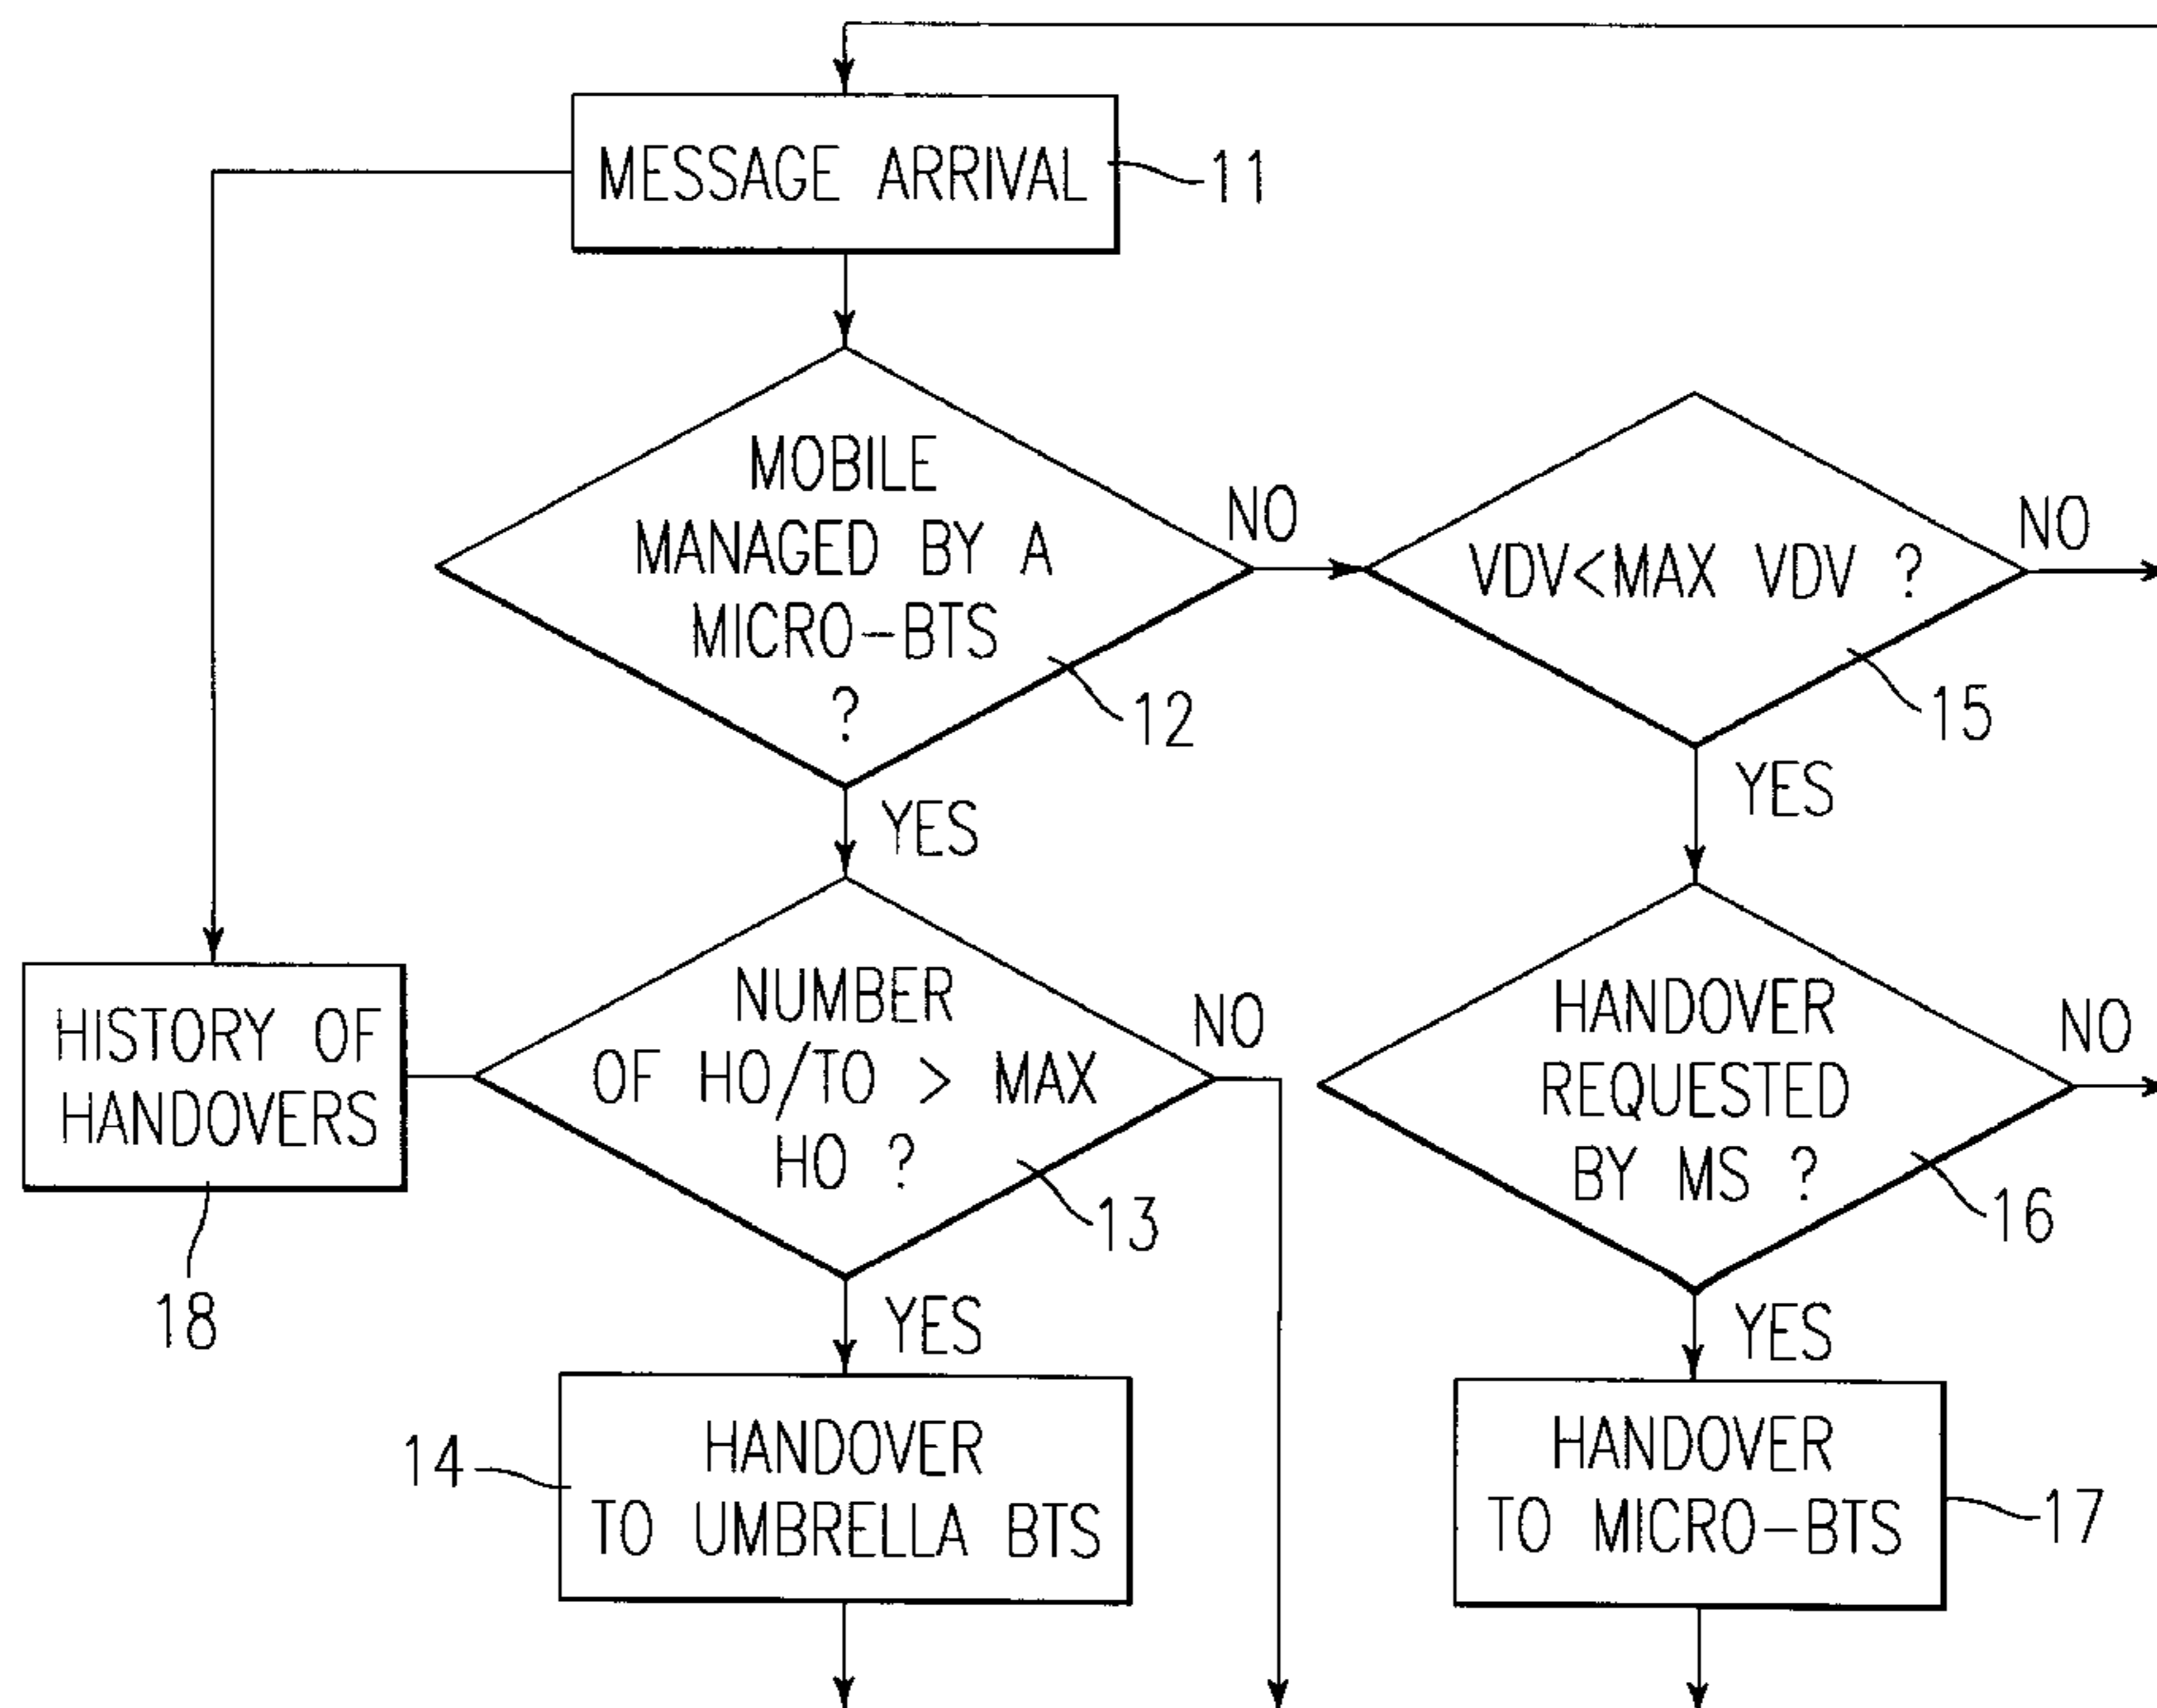 MESSAGE ARRIVAL
11
MOBILE
MANAGED BY A
MICRO-BTS
?
12
NO
VDV<MAX VDV ?
15
NO
YES
YES
HISTORY OF
HANDOVERS
18
NUMBER
OF HO/TO > MAX
HO ?
13
NO
HANDOVER
REQUESTED
BY MS ?
16
NO
YES
YES
14
HANDOVER
TO UMBRELLA BTS
HANDOVER
TO MICRO-BTS
17